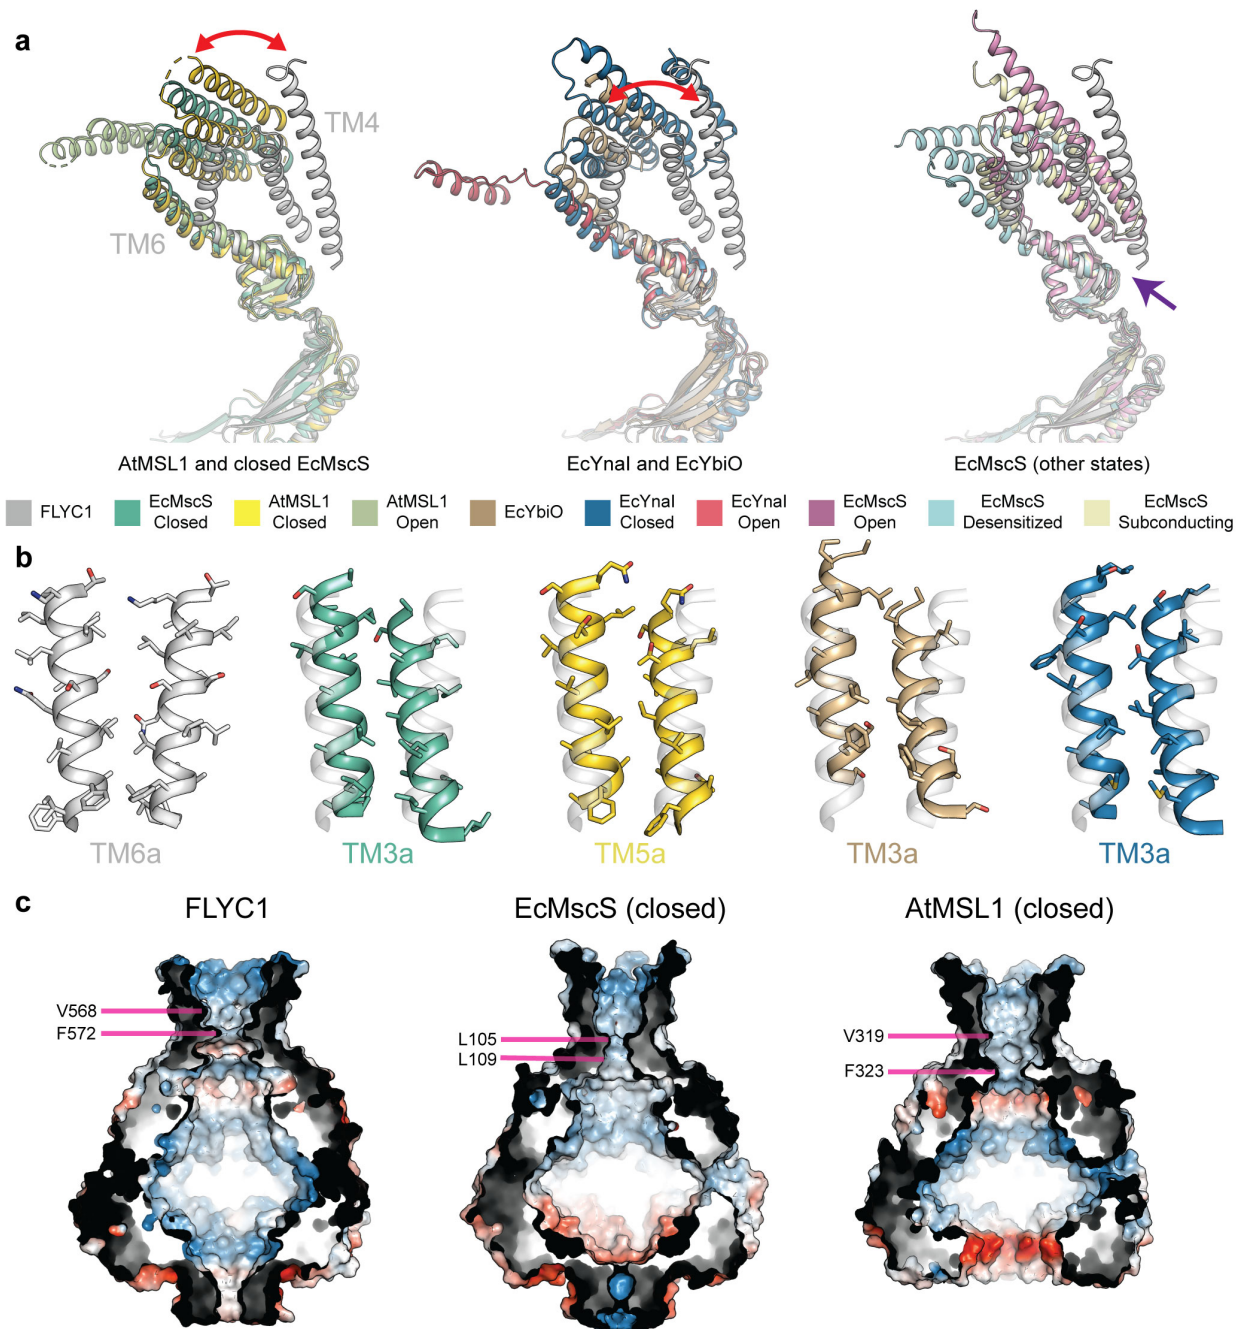 a
TM4
TM6
AtMSL1 and closed EcMscS
EcYnaI and EcYbiO
EcMscS (other states)
FLYC1
EcMscS
Closed
AtMSL1
Closed
AtMSL1
Open
EcYbiO
EcYnaI
Closed
EcYnaI
Open
EcMscS
Open
EcMscS
Desensitized
EcMscS
Subconducting
b
TM6a
TM3a
TM5a
TM3a
TM3a
c
FLYC1
EcMscS (closed)
AtMSL1 (closed)
V568
F572
L105
L109
V319
F323